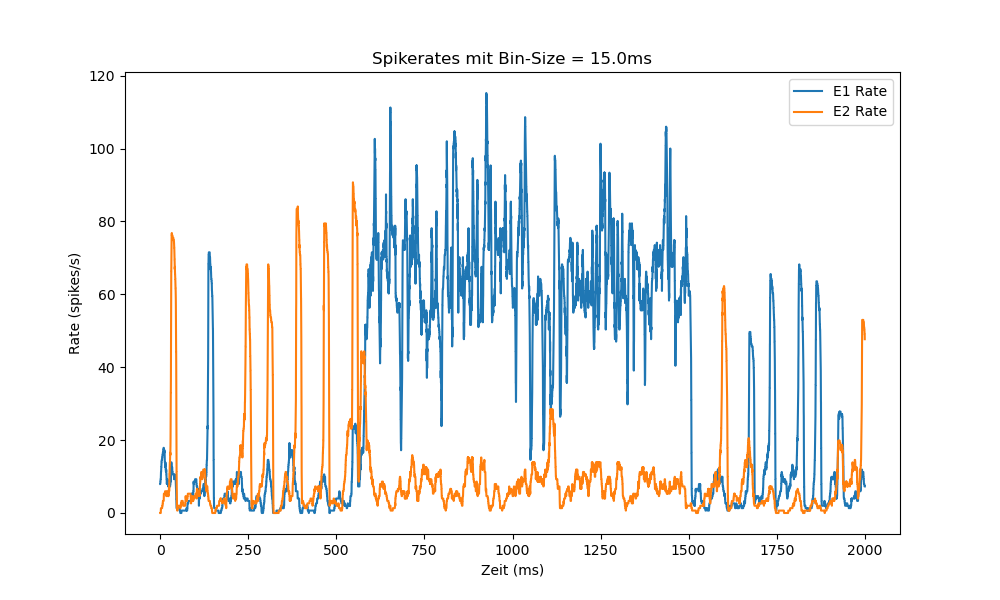 Spikerates mit Bin-Size = 15.0ms
E1 Rate
E2 Rate
Rate (spikes/s)
120
100
80
60
40
20
0
0 250 500 750 1000 1250 1500 1750 2000
Zeit (ms)